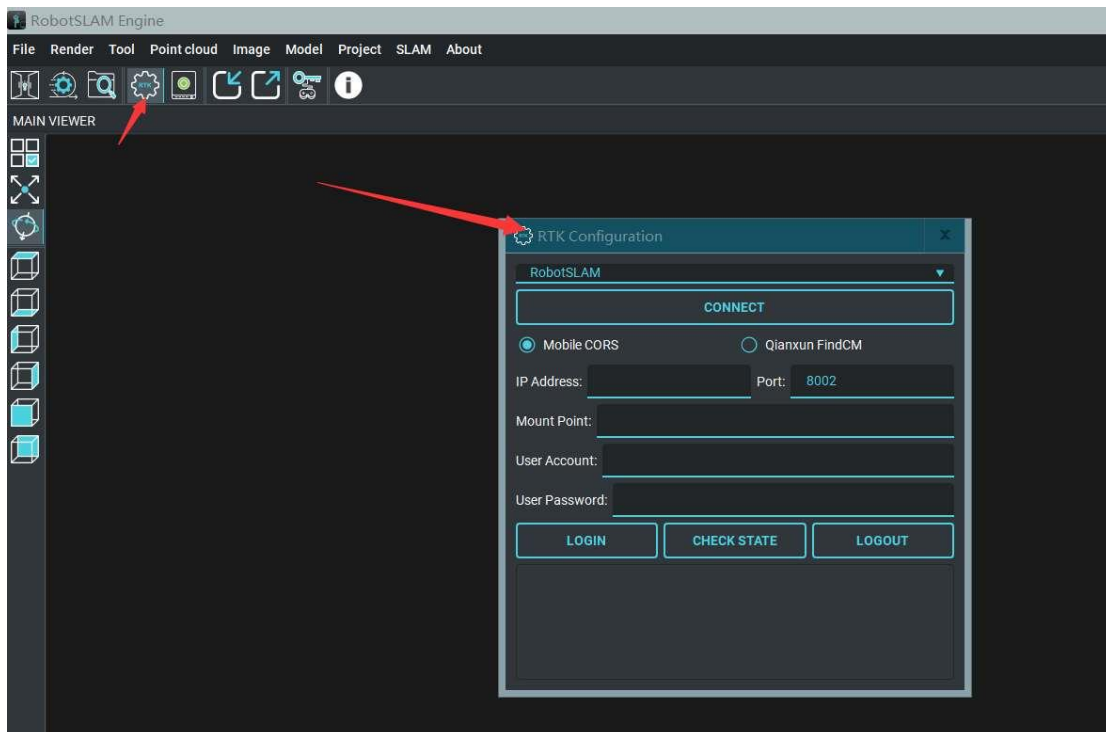 RobotSLAM Engine
File Render Tool Point cloud Image Model Project SLAM About
RTK
MAIN VIEWER
RTK Configuration x
RobotSLAM
CONNECT
Mobile CORS Qianxun FindCM
IP Address: Port: 8002
Mount Point:
User Account:
User Password:
LOGIN CHECK STATE LOGOUT